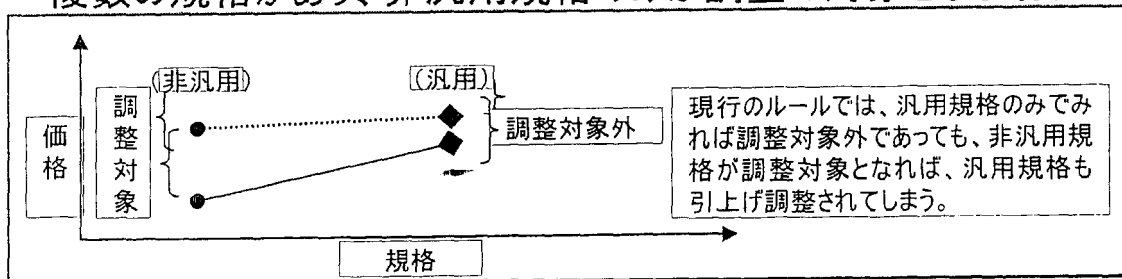 (非汎用)
(汎用)
調整対象
価格
調整対象外
規格
現行のルールでは、汎用規格のみでみ
れば調整対象外であっても、非汎用規
格が調整対象となれば、汎用規格も
引上げ調整されてしまう。